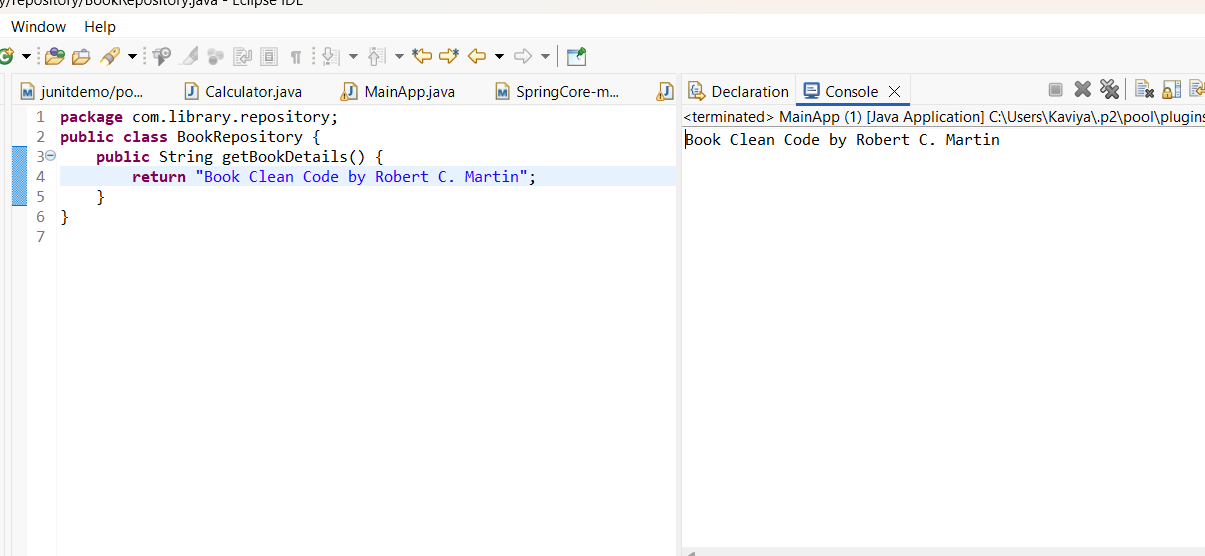 y/repository/BookRepository.java - Eclipse IDE
Window Help
junitdemo/po... Calculator.java MainApp.java SpringCore-m...
1 package com.library.repository;
2 public class BookRepository {
3 public String getBookDetails() {
4 return "Book Clean Code by Robert C. Martin";
5 }
6 }
7
Declaration Console
<terminated> MainApp (1) [Java Application] C:\Users\Kaviya\.p2\pool\plugins
Book Clean Code by Robert C. Martin